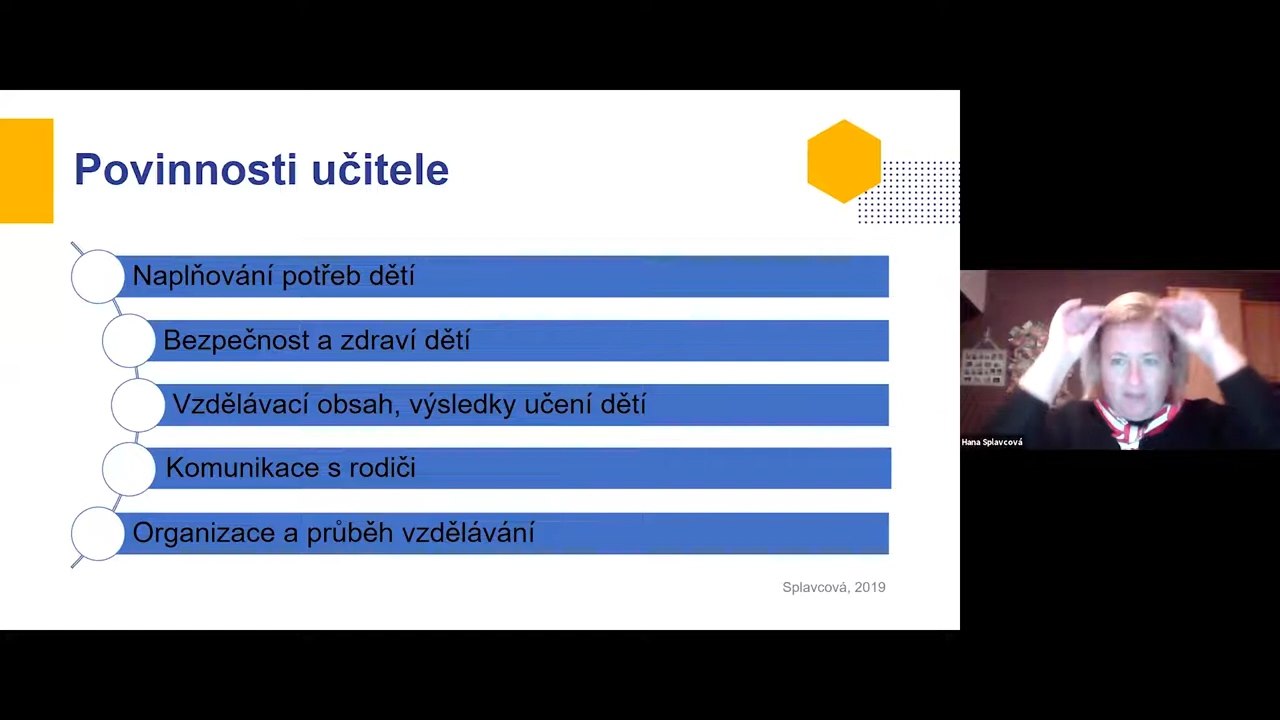 Povinnosti učitele
Naplňování potřeb dětí
Bezpečnost a zdraví dětí
Vzdělávací obsah, výsledky učení dětí
Komunikace s rodiči
Organizace a průběh vzdělávání
Splavcová, 2019
Hana Splavcová